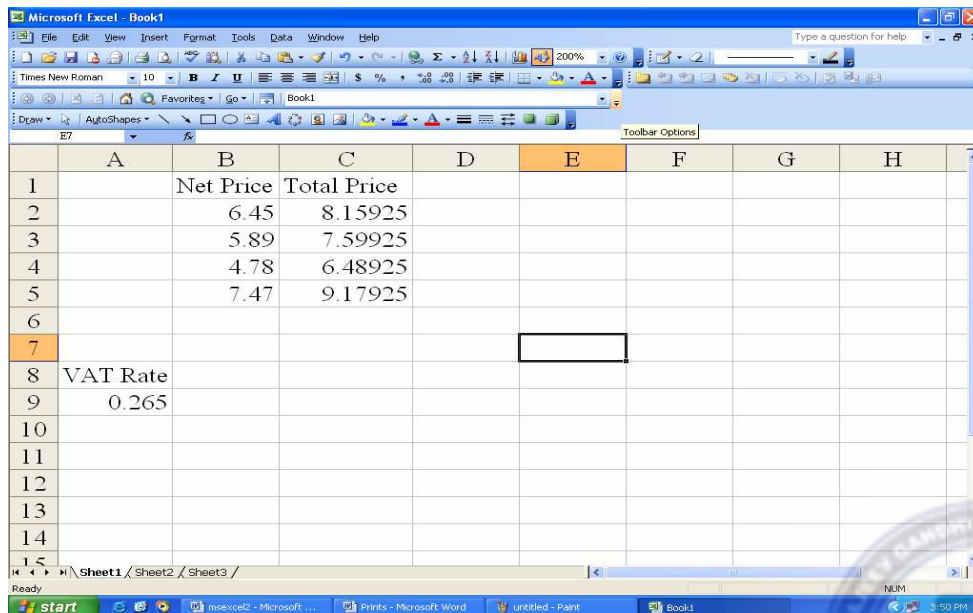 Microsoft Excel - Book1
File Edit View Insert Format Tools Data Window Help Type a question for help
200%
Times New Roman 10 B I U $ % ,
Favorites Go Book1
Draw AutoShapes
Toolbar Options
E7 fx
A B C D E F G H
1 Net Price Total Price
2 6.45 8.15925
3 5.89 7.59925
4 4.78 6.48925
5 7.47 9.17925
6
7
8 VAT Rate
9 0.265
10
11
12
13
14
15
Sheet1 Sheet2 Sheet3
Ready NUM
start msexcel2 - Microsoft ... Prints - Microsoft Word untitled - Paint Book1 3:50 PM